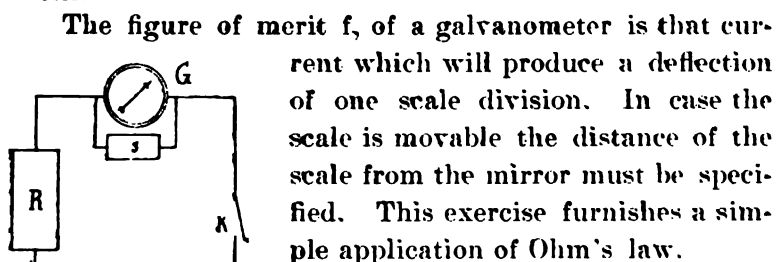 The figure of merit f, of a galvanometer is that cur-
G
rent which will produce a deflection
of one scale division. In case the
scale is movable the distance of the
s
scale from the mirror must be speci-
R
fied. This exercise furnishes a sim-
K
ple application of Ohm's law.